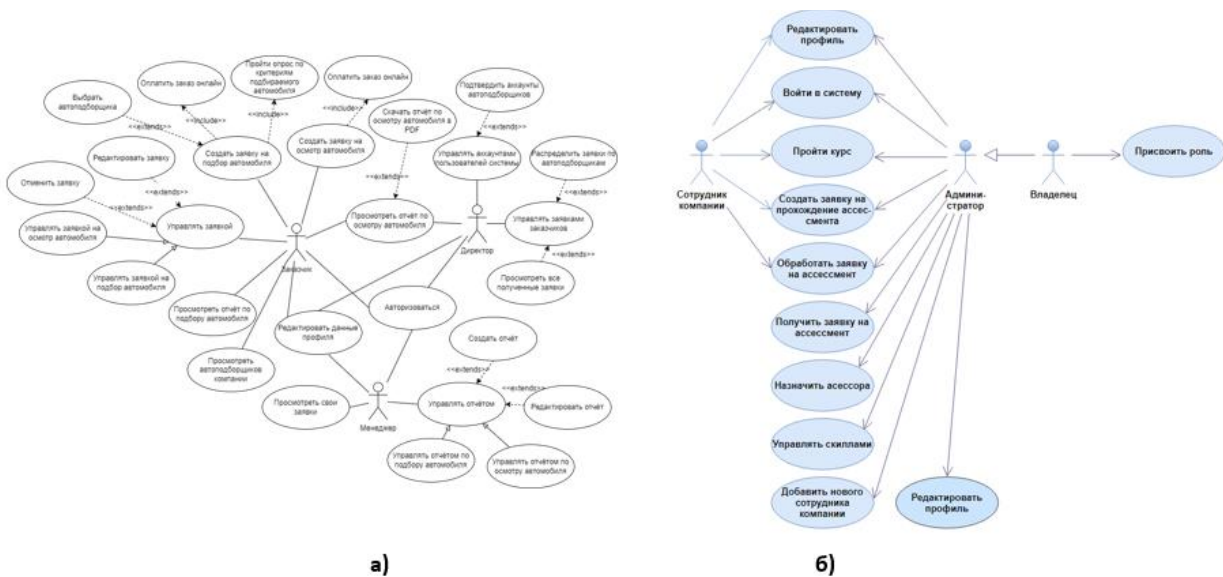 Пройти опрос по
критериям
подбираемого
автомобиля
Оплатить заказ онлайн
Оплатить заказ онлайн
Выбрать
автоподборщика
<<include>>
<<include>>
<<include>>
<<extends>>
Подтвердить аккаунты
автоподборщиков
Скачать отчёт по
осмотру автомобиля в
PDF
<<extends>>
<<extends>>
Редактировать заявку
Создать заявку на
подбор автомобиля
Создать заявку на
осмотр автомобиля
Управлять аккаунтами
пользователей системы
Распределить заявки по
автоподборщикам
<<extends>>
<<extends>>
Отменить заявку
<<extends>>
Управлять заявкой на
осмотр автомобиля
Управлять заявкой
Просмотреть отчёт по
осмотру автомобиля
Директор
Управлять заявками
заказчиков
<<extends>>
Управлять заявкой на
подбор автомобиля
Заказчик
Просмотреть все
полученные заявки
Просмотреть отчёт по
подбору автомобиля
Авторизоваться
Редактировать данные
профиля
Создать отчёт
Просмотреть
автоподборщиков
компании
<<extends>>
<<extends>>
Просмотреть свои
заявки
Менеджер
Управлять отчётом
Редактировать отчёт
Управлять отчётом по
подбору автомобиля
Управлять отчётом по
осмотру автомобиля
а)
Редактировать
профиль
Войти в систему
Пройти курс
Присвоить роль
Сотрудник
компании
Админи-
стратор
Владелец
Создать заявку на
прохождение ассес-
смента
Обработать заявку
на ассессмент
Получить заявку на
ассессмент
Назначить асессора
Управлять скиллами
Добавить нового
сотрудника
компании
Редактировать
профиль
б)